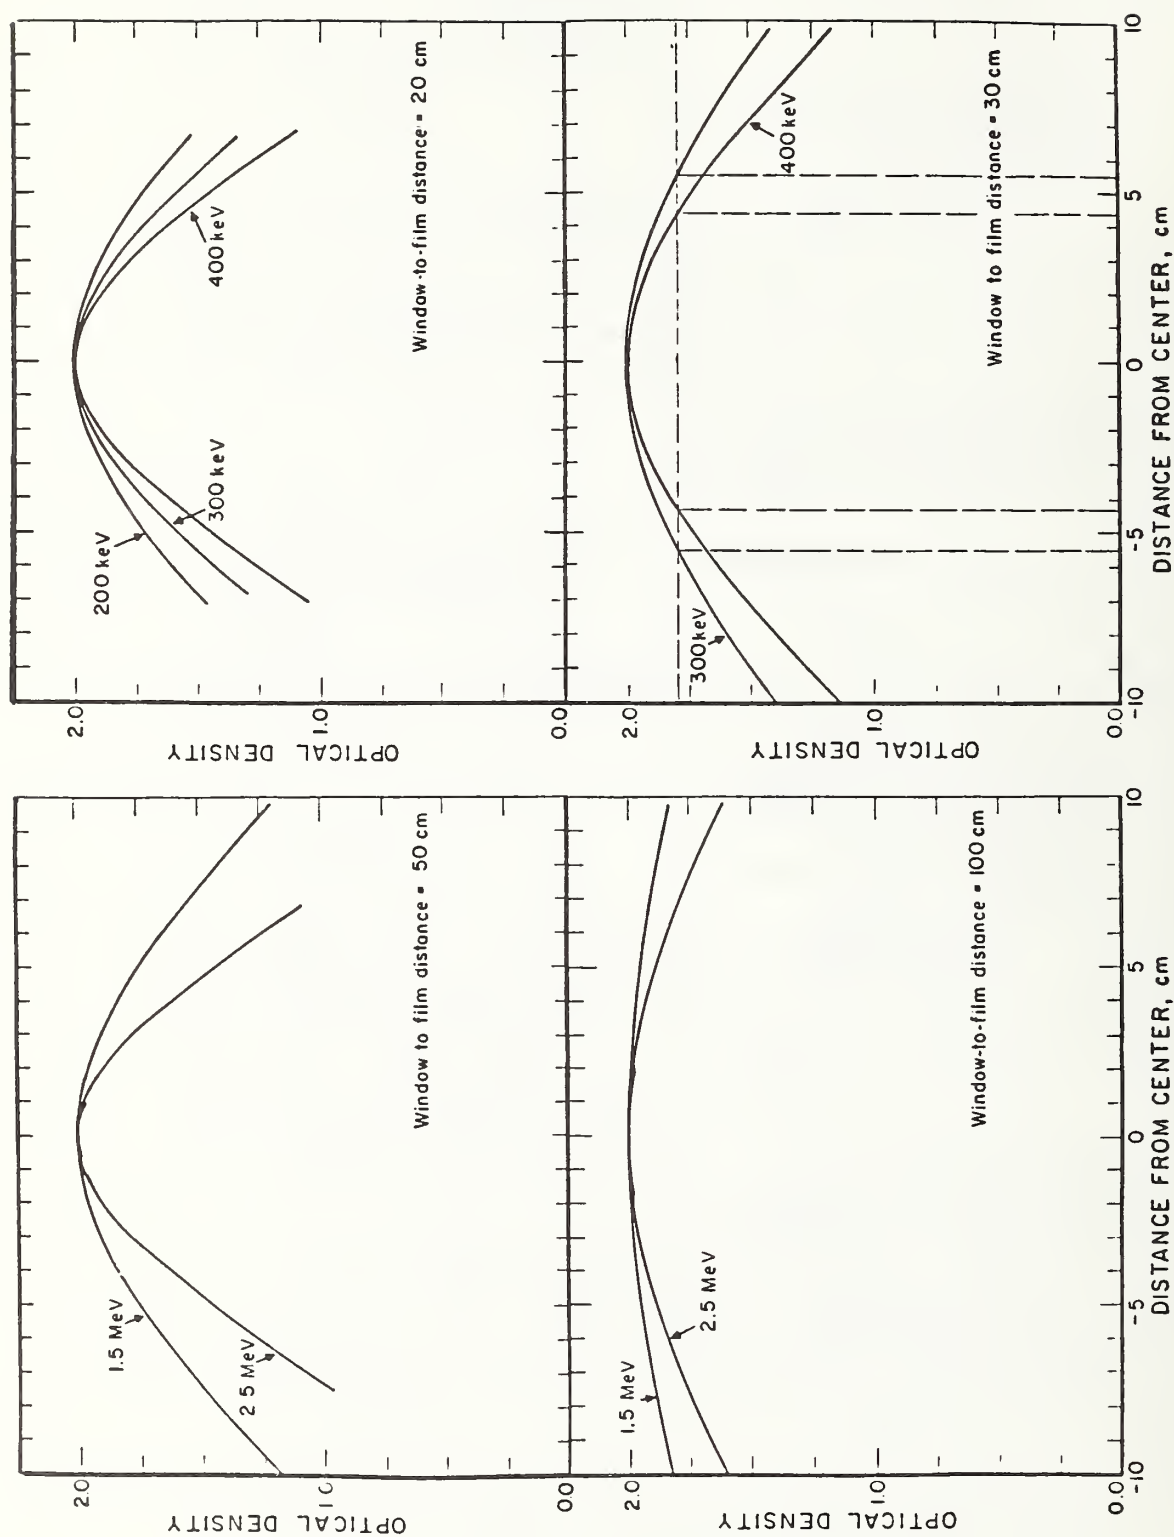 OPTICAL DENSITY
2.0
0.0
1.5 MeV
2 5 MeV
Window to film distance = 50 cm
OPTICAL DENSITY
2.0
1.0
0.0
200 keV
300 keV
400 keV
Window-to-film distance = 20 cm
OPTICAL DENSITY
2.0
1.0
0.0
1.5 MeV
2.5 MeV
Window-to-film distance = 100 cm
-10
-5
0
5
10
DISTANCE FROM CENTER, cm
OPTICAL DENSITY
2.0
1.0
0.0
300 keV
400 keV
Window to film distance = 30 cm
-10
-5
0
5
10
DISTANCE FROM CENTER, cm